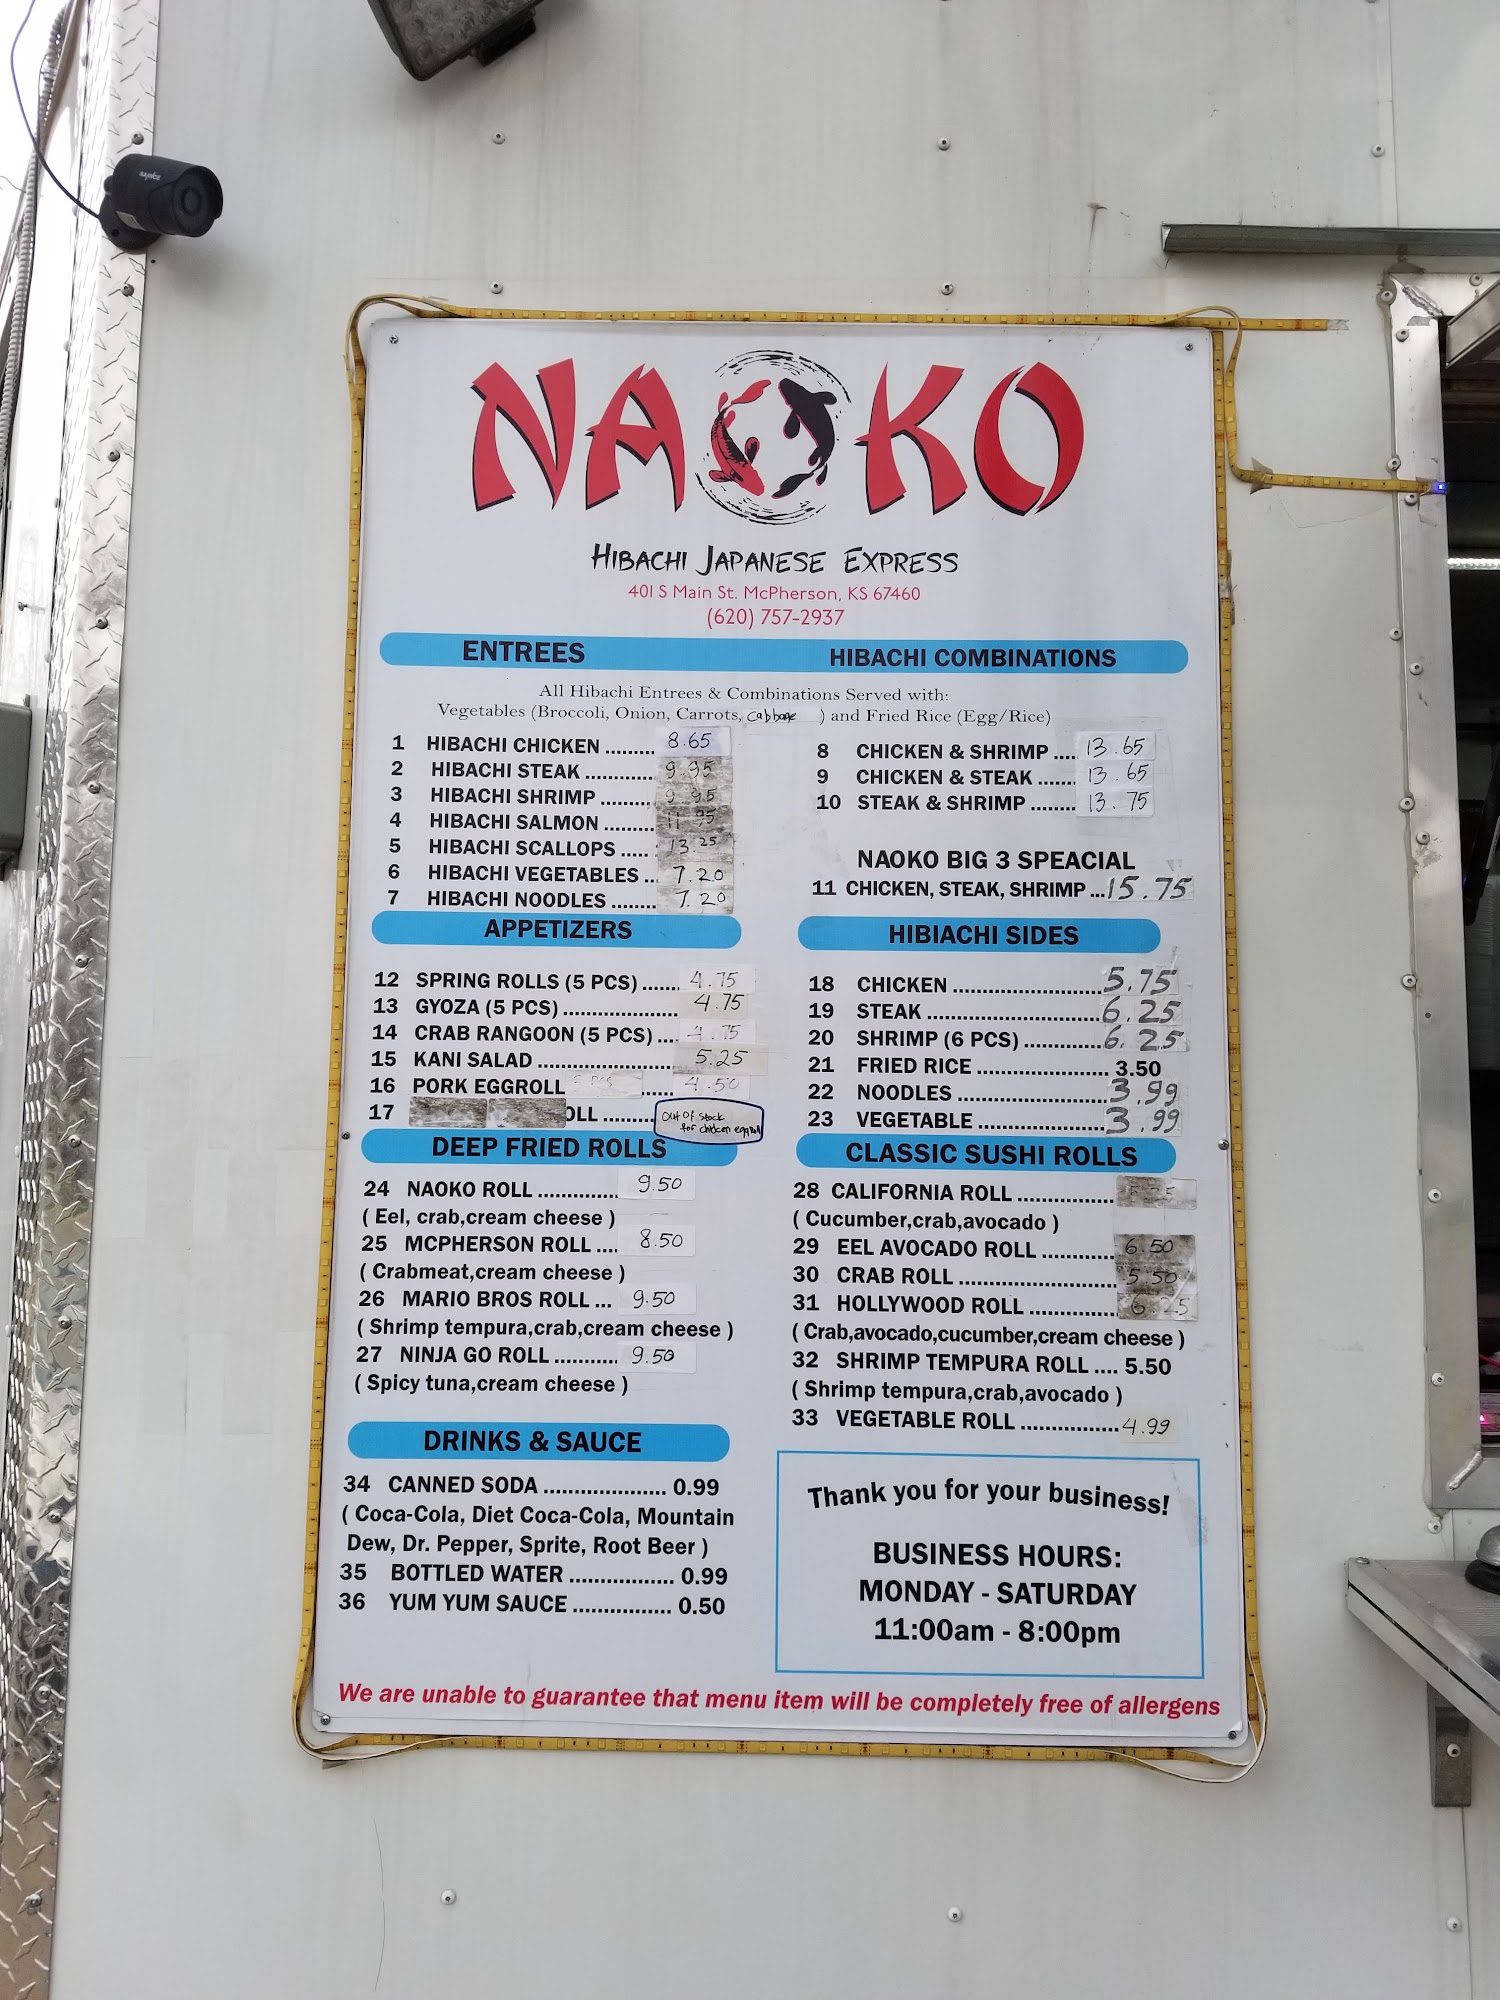 NAOKO
HIBACHI JAPANESE EXPRESS
401 S Main St. McPherson, KS 67460
(620) 757-2937
ENTREES
HIBACHI COMBINATIONS
All Hibachi Entrees & Combinations Served with:
Vegetables (Broccoli, Onion, Carrots, cabbage ) and Fried Rice (Egg/Rice)
1 HIBACHI CHICKEN ......... 8.65
2 HIBACHI STEAK ............ 9.95
3 HIBACHI SHRIMP .......... 9.95
4 HIBACHI SALMON ......... 11.95
5 HIBACHI SCALLOPS ..... 13.25
6 HIBACHI VEGETABLES .. 7.20
7 HIBACHI NOODLES ........ 7.20
8 CHICKEN & SHRIMP .... 13.65
9 CHICKEN & STEAK ...... 13.65
10 STEAK & SHRIMP ........ 13.75
NAOKO BIG 3 SPEACIAL
11 CHICKEN, STEAK, SHRIMP ...15.75
APPETIZERS
12 SPRING ROLLS (5 PCS) ...... 4.75
13 GYOZA (5 PCS) .................... 4.75
14 CRAB RANGOON (5 PCS) .... 4.75
15 KANI SALAD ........................ 5.25
16 PORK EGGROLL ...... 4.50
17 OLL ......... Out of stock
for chicken eggroll
HIBIACHI SIDES
18 CHICKEN ..........................5.75
19 STEAK ...............................6.25
20 SHRIMP (6 PCS) ..............6.25
21 FRIED RICE ....................... 3.50
22 NOODLES ..........................3.99
23 VEGETABLE ......................3.99
DEEP FRIED ROLLS
24 NAOKO ROLL .............. 9.50
( Eel, crab,cream cheese )
25 MCPHERSON ROLL .... 8.50
( Crabmeat,cream cheese )
26 MARIO BROS ROLL ... 9.50
( Shrimp tempura,crab,cream cheese )
27 NINJA GO ROLL ........... 9.50
( Spicy tuna,cream cheese )
CLASSIC SUSHI ROLLS
28 CALIFORNIA ROLL .................
( Cucumber,crab,avocado )
29 EEL AVOCADO ROLL ............. 6.50
30 CRAB ROLL ............................ 5.50
31 HOLLYWOOD ROLL ............... 6.25
( Crab,avocado,cucumber,cream cheese )
32 SHRIMP TEMPURA ROLL .... 5.50
( Shrimp tempura,crab,avocado )
33 VEGETABLE ROLL .................4.99
DRINKS & SAUCE
34 CANNED SODA ..................... 0.99
( Coca-Cola, Diet Coca-Cola, Mountain
Dew, Dr. Pepper, Sprite, Root Beer )
35 BOTTLED WATER ................. 0.99
36 YUM YUM SAUCE ................ 0.50
Thank you for your business!
BUSINESS HOURS:
MONDAY - SATURDAY
11:00am - 8:00pm
We are unable to guarantee that menu item will be completely free of allergens